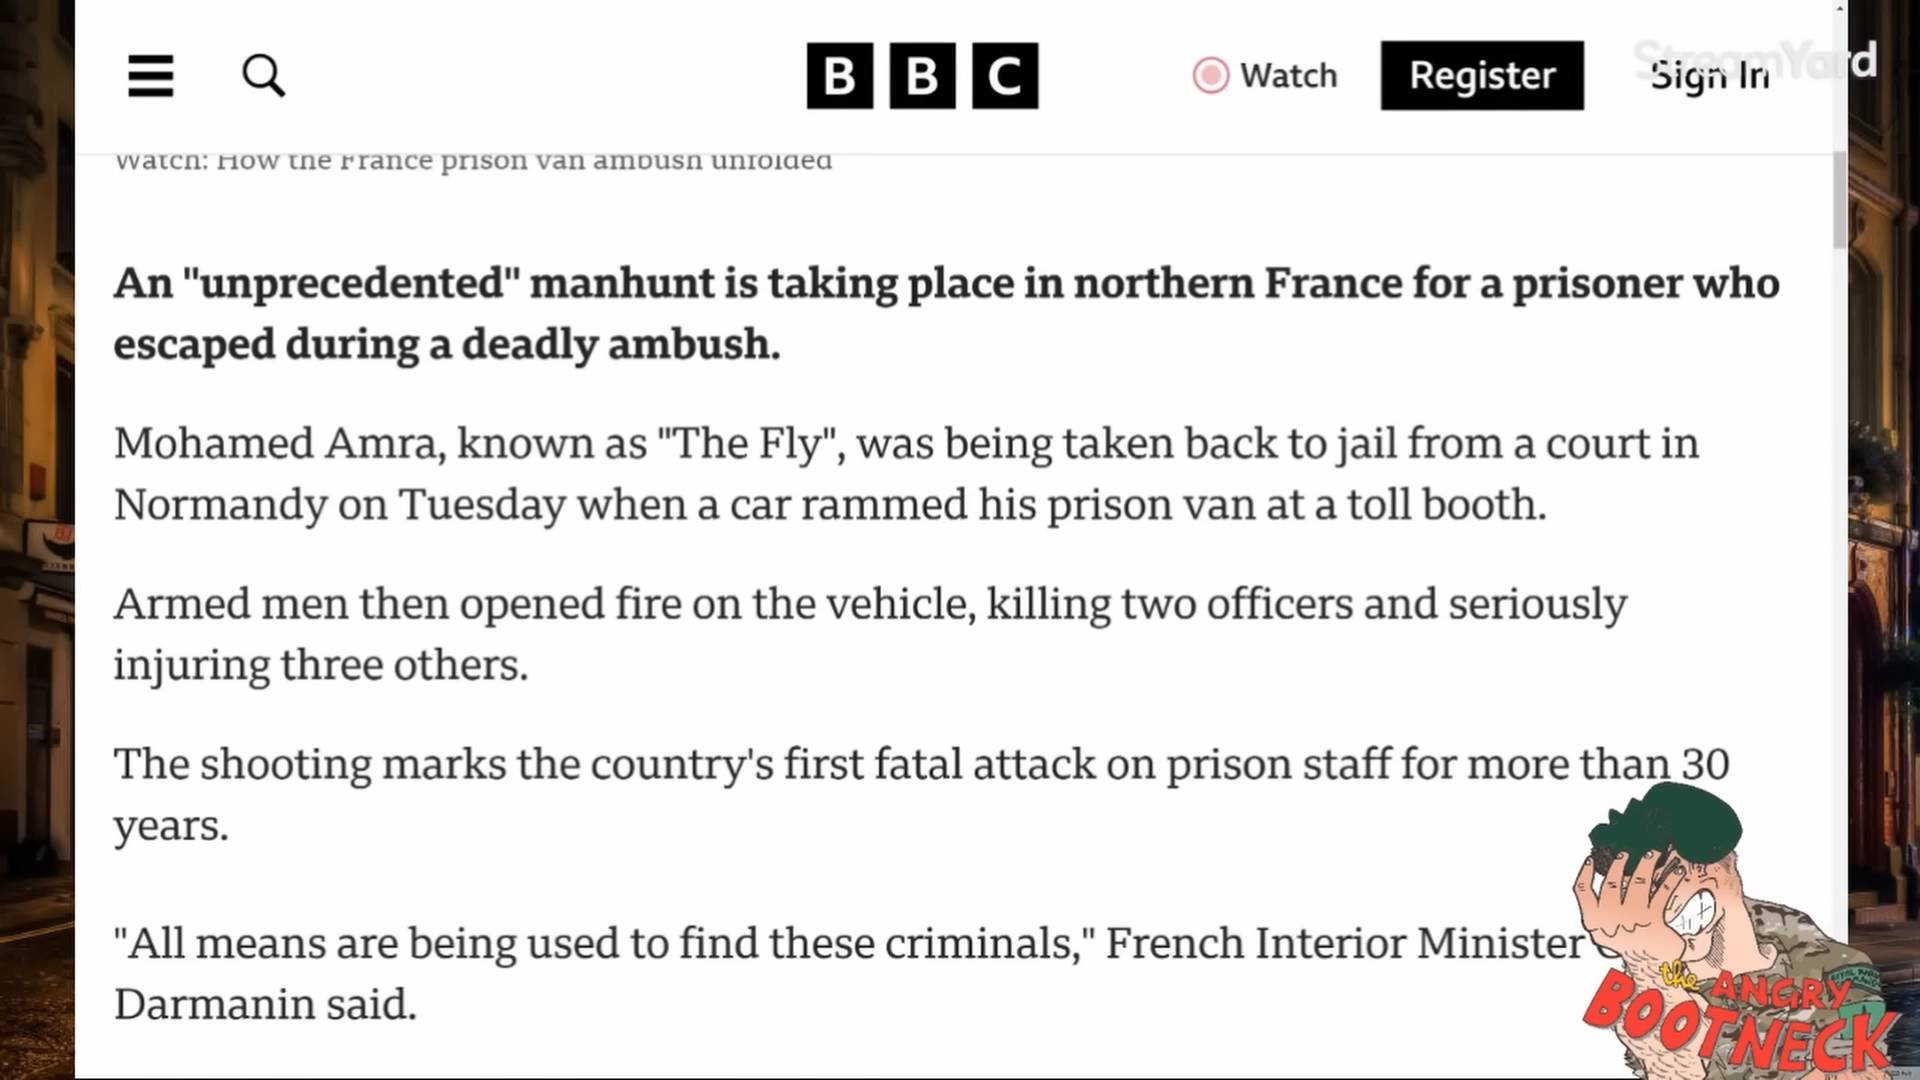 BBC
Watch
Register
Sign In
StreamYard
Watch: How the France prison van ambush unfolded
An "unprecedented" manhunt is taking place in northern France for a prisoner who
escaped during a deadly ambush.
Mohamed Amra, known as "The Fly", was being taken back to jail from a court in
Normandy on Tuesday when a car rammed his prison van at a toll booth.
Armed men then opened fire on the vehicle, killing two officers and seriously
injuring three others.
The shooting marks the country's first fatal attack on prison staff for more than 30
years.
"All means are being used to find these criminals," French Interior Minister
Darmanin said.
the ANGRY
BOOTNECK